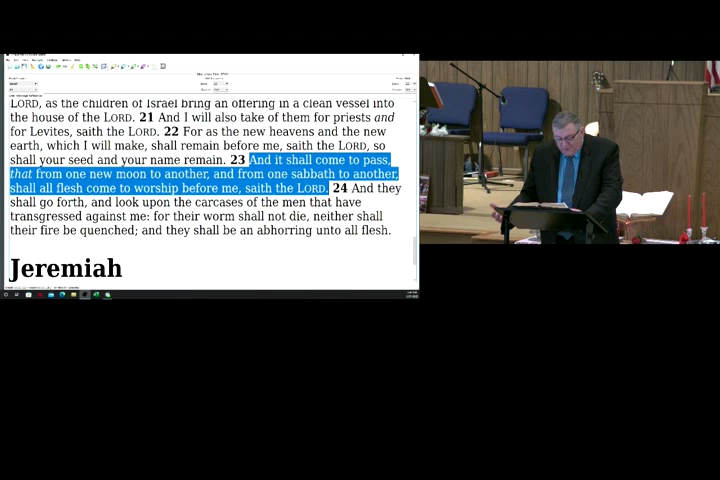 LORD, as the children of Israel bring an offering in a clean vessel into
the house of the LORD. 21 And I will also take of them for priests and
for Levites, saith the LORD. 22 For as the new heavens and the new
earth, which I will make, shall remain before me, saith the LORD, so
shall your seed and your name remain. 23 And it shall come to pass,
that from one new moon to another, and from one sabbath to another,
shall all flesh come to worship before me, saith the LORD. 24 And they
shall go forth, and look upon the carcases of the men that have
transgressed against me: for their worm shall not die, neither shall
their fire be quenched; and they shall be an abhorring unto all flesh.
Jeremiah